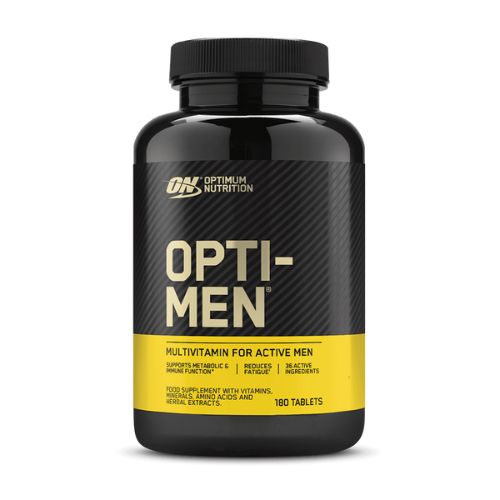 ON® OPTIMUM
NUTRITION
OPTI-
MEN®
MULTIVITAMIN FOR ACTIVE MEN
SUPPORTS METABOLIC &
IMMUNE FUNCTION*
REDUCES
FATIGUE†
36 ACTIVE
INGREDIENTS
FOOD SUPPLEMENT WITH VITAMINS,
MINERALS, AMINO ACIDS AND
HERBAL EXTRACTS.
180 TABLETS